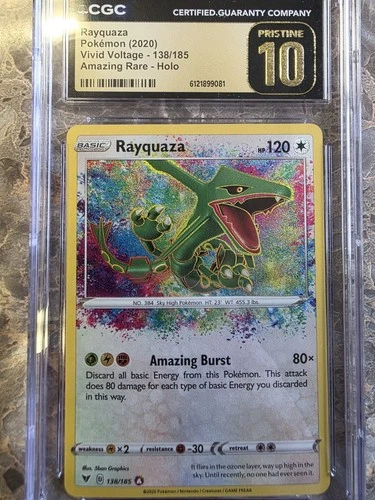 CGC
CERTIFIED.GUARANTY COMPANY
Rayquaza
Pokémon (2020)
Vivid Voltage - 138/185
Amazing Rare - Holo
PRISTINE
10
6121899081
BASIC Rayquaza HP 120
NO. 384 Sky High Pokémon HT: 23' WT: 455.3 lbs.
Amazing Burst 80×
Discard all basic Energy from this Pokémon. This attack
does 80 damage for each type of basic Energy you discarded
in this way.
weakness ×2 resistance -30 retreat
Illus. Shon Graphics
D 138/185 A
It flies in the ozone layer, way up high in the
sky. Until recently, no one had ever seen it.
©2020 Pokémon / Nintendo / Creatures / GAME FREAK